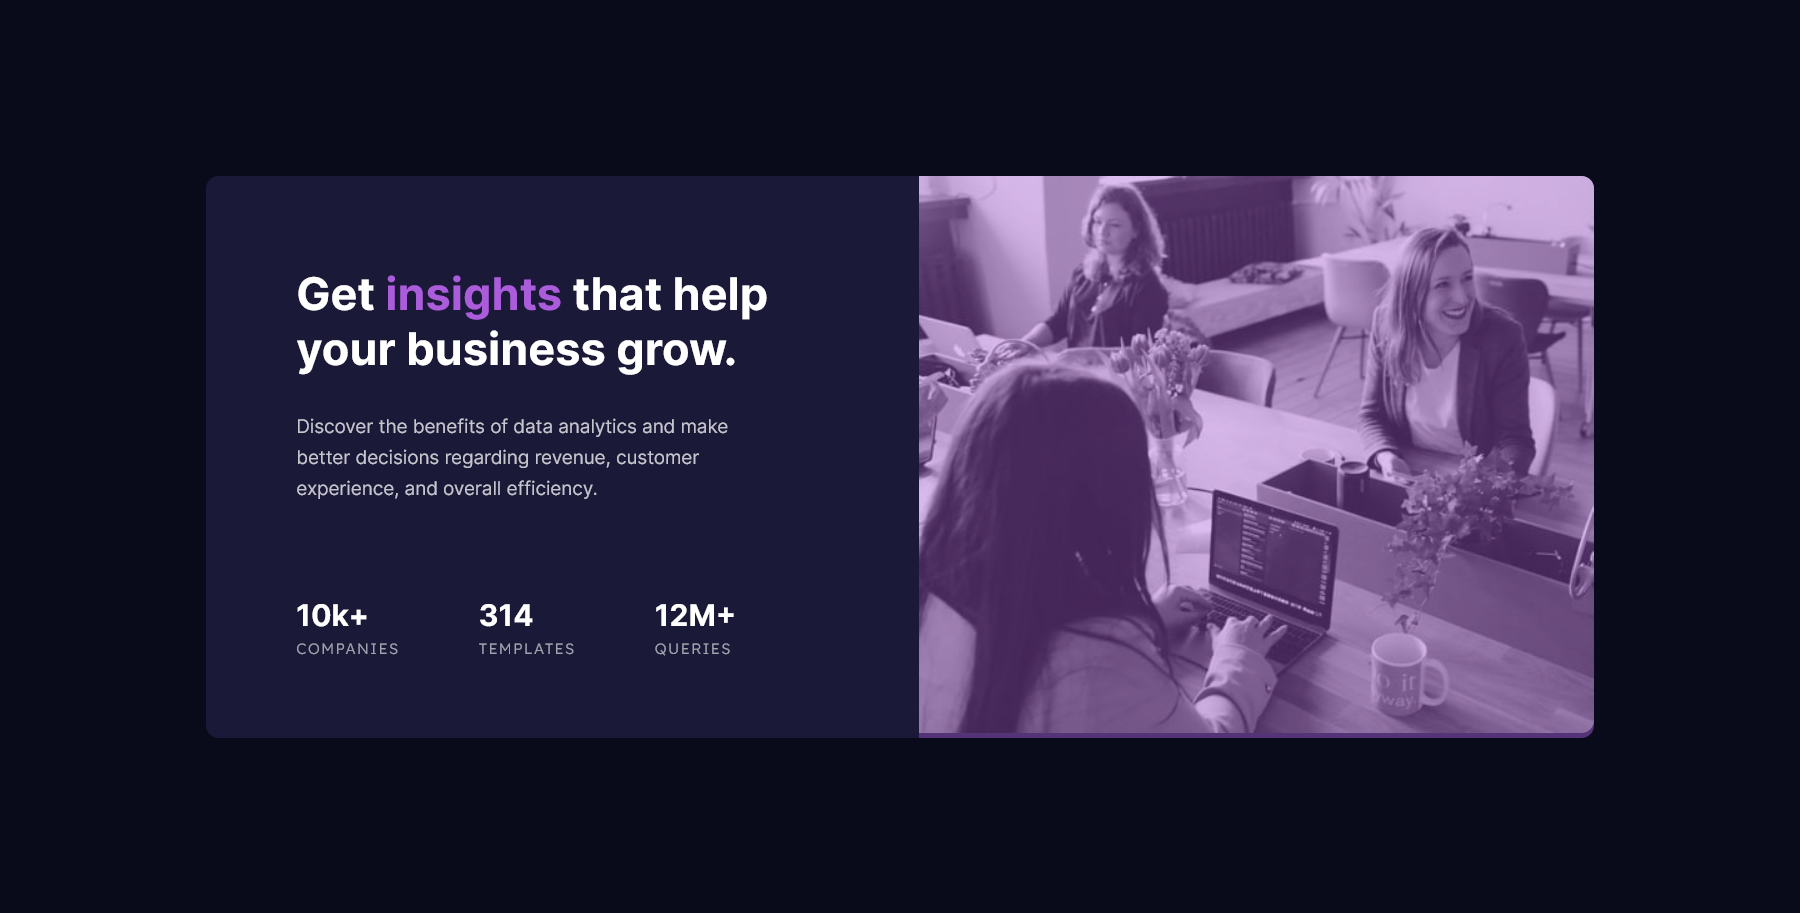 Get insights that help
your business grow.
Discover the benefits of data analytics and make
better decisions regarding revenue, customer
experience, and overall efficiency.
10k+ 314 12M+
COMPANIES TEMPLATES QUERIES